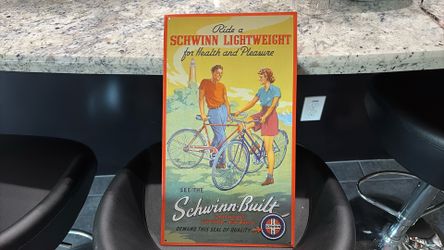 Ride a
SCHWINN LIGHTWEIGHT
for Health and Pleasure
SEE THE
Schwinn-Built
DEMAND THIS SEAL OF QUALITY